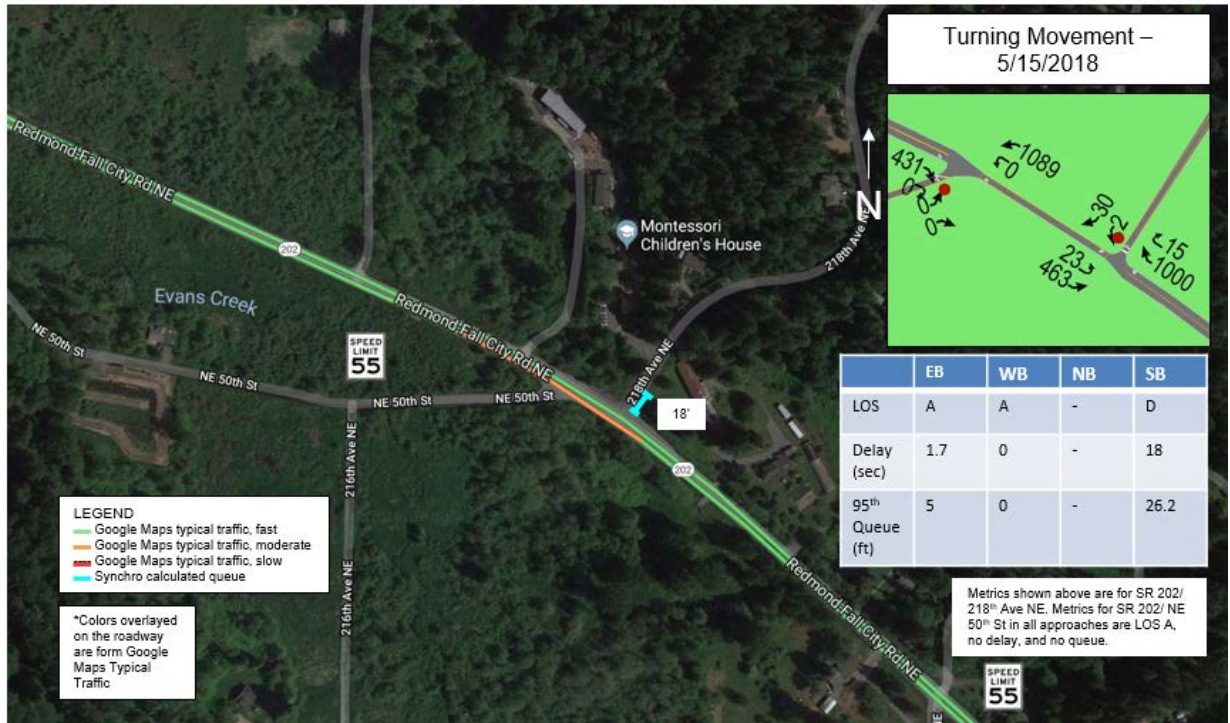 Turning Movement –
5/15/2018
Redmond-Fall City Rd NE
202
Montessori
Children's House
218th Ave NE
N
Evans Creek
NE 50th St
SPEED
LIMIT
55
Redmond-Fall City Rd NE
NE 50th St
NE 50th St
218th Ave NE
18'
216th Ave NE
216th Ave NE
202
Redmond-Fall City Rd NE
SPEED
LIMIT
55
431
0
0
0
1089
0
30
2
23
463
15
1000
EB WB NB SB
LOS A A - D
Delay
(sec) 1.7 0 - 18
95th
Queue
(ft) 5 0 - 26.2
Metrics shown above are for SR 202/
218th Ave NE. Metrics for SR 202/ NE
50th St in all approaches are LOS A,
no delay, and no queue.
LEGEND
Google Maps typical traffic, fast
Google Maps typical traffic, moderate
Google Maps typical traffic, slow
Synchro calculated queue
*Colors overlayed
on the roadway
are form Google
Maps Typical
Traffic